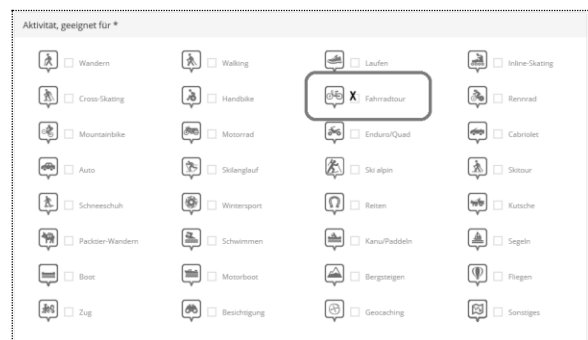 Aktivität, geeignet für *
Wandern Walking Laufen Inline-Skating
Cross-Skating Handbike X Fahrradtour Rennrad
Mountainbike Motorrad Enduro/Quad Cabriolet
Auto Skilanglauf Ski alpin Skitour
Schneeschuh Wintersport Reiten Kutsche
Packtier-Wandern Schwimmen Kanu/Paddeln Segeln
Boot Motorboot Bergsteigen Fliegen
Zug Besichtigung Geocaching Sonstiges